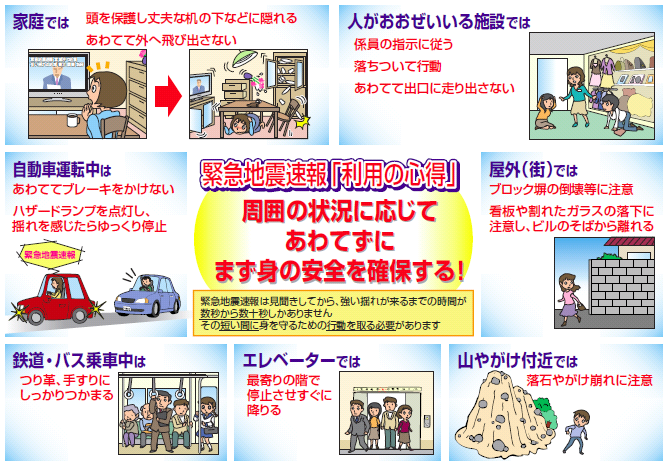 家庭では
頭を保護し丈夫な机の下などに隠れる
あわてて外へ飛び出さない
人がおおぜいいる施設では
係員の指示に従う
落ちついて行動
あわてて出口に走り出さない
自動車運転中は
あわててブレーキをかけない
ハザードランプを点灯し、
揺れを感じたらゆっくり停止
緊急地震速報
緊急地震速報「利用の心得」
周囲の状況に応じて
あわてずに
まず身の安全を確保する!
緊急地震速報は見聞きしてから、強い揺れが来るまでの時間が
数秒から数十秒しかありません
その短い間に身を守るための行動を取る必要があります
屋外(街)では
ブロック塀の倒壊等に注意
看板や割れたガラスの落下に
注意し、ビルのそばから離れる
鉄道・バス乗車中は
つり革、手すりに
しっかりつかまる
エレベーターでは
最寄りの階で
停止させすぐに
降りる
山やがけ付近では
落石やがけ崩れに注意